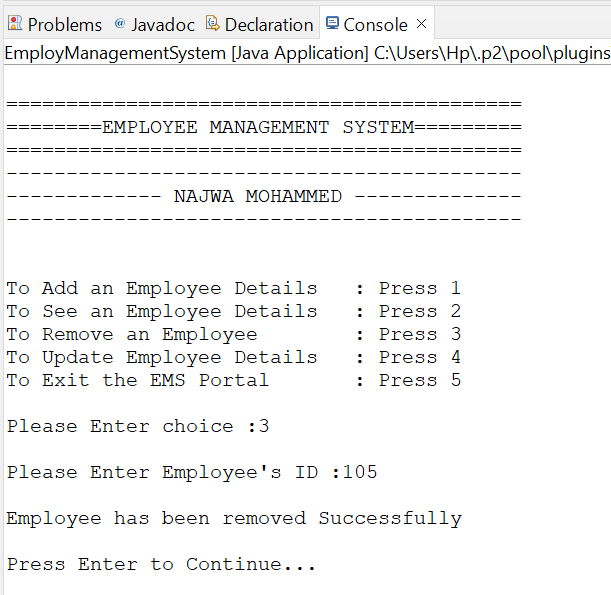 Problems @ Javadoc Declaration Console ×
EmployManagementSystem [Java Application] C:\Users\Hp\.p2\pool\plugins
===========================================
========EMPLOYEE MANAGEMENT SYSTEM=========
===========================================
-------------------------------------------
------------- NAJWA MOHAMMED --------------
-------------------------------------------
To Add an Employee Details   : Press 1
To See an Employee Details   : Press 2
To Remove an Employee        : Press 3
To Update Employee Details   : Press 4
To Exit the EMS Portal       : Press 5
Please Enter choice :3
Please Enter Employee's ID :105
Employee has been removed Successfully
Press Enter to Continue...